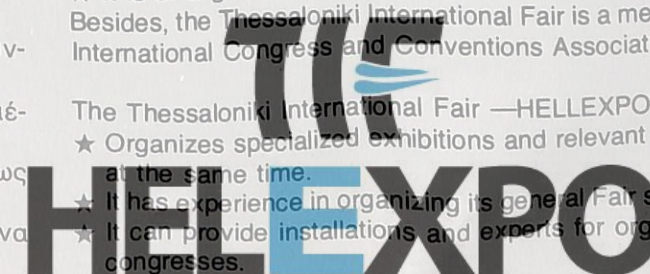 Besides, the Thessaloniki International Fair is a me
ν- International Congress and Conventions Associat
έ- The Thessaloniki International Fair —HELLEXPO
★ Organizes specialized exhibitions and relevant
ως at the same time.
★ It has experience in organizing its general Fair s
να ★ It can provide installations and experts for org
congresses.
TIF
HELEXPO